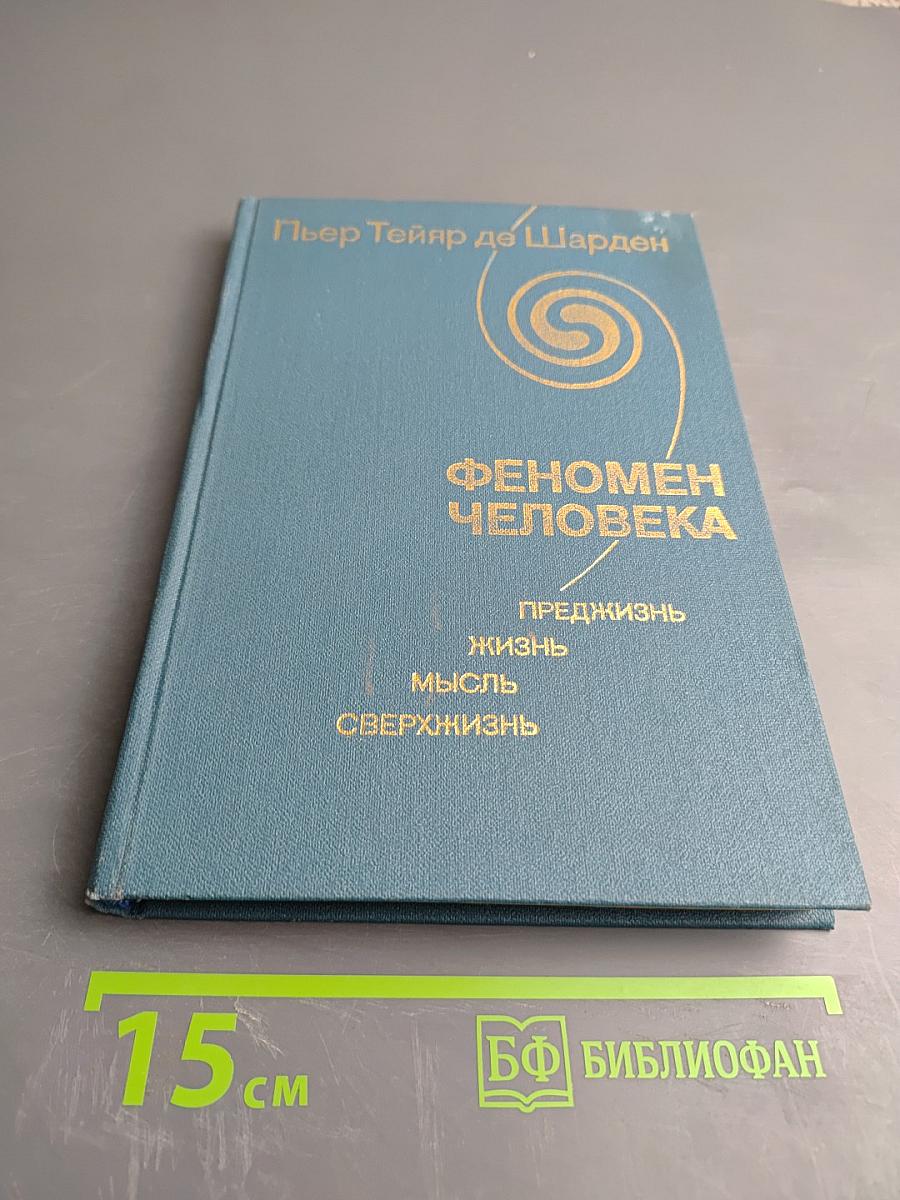 Пьер Тейяр де Шарден
ФЕНОМЕН
ЧЕЛОВЕКА
ПРЕДЖИЗНЬ
ЖИЗНЬ
МЫСЛЬ
СВЕРХЖИЗНЬ
15 см
БФ БИБЛИОФАН